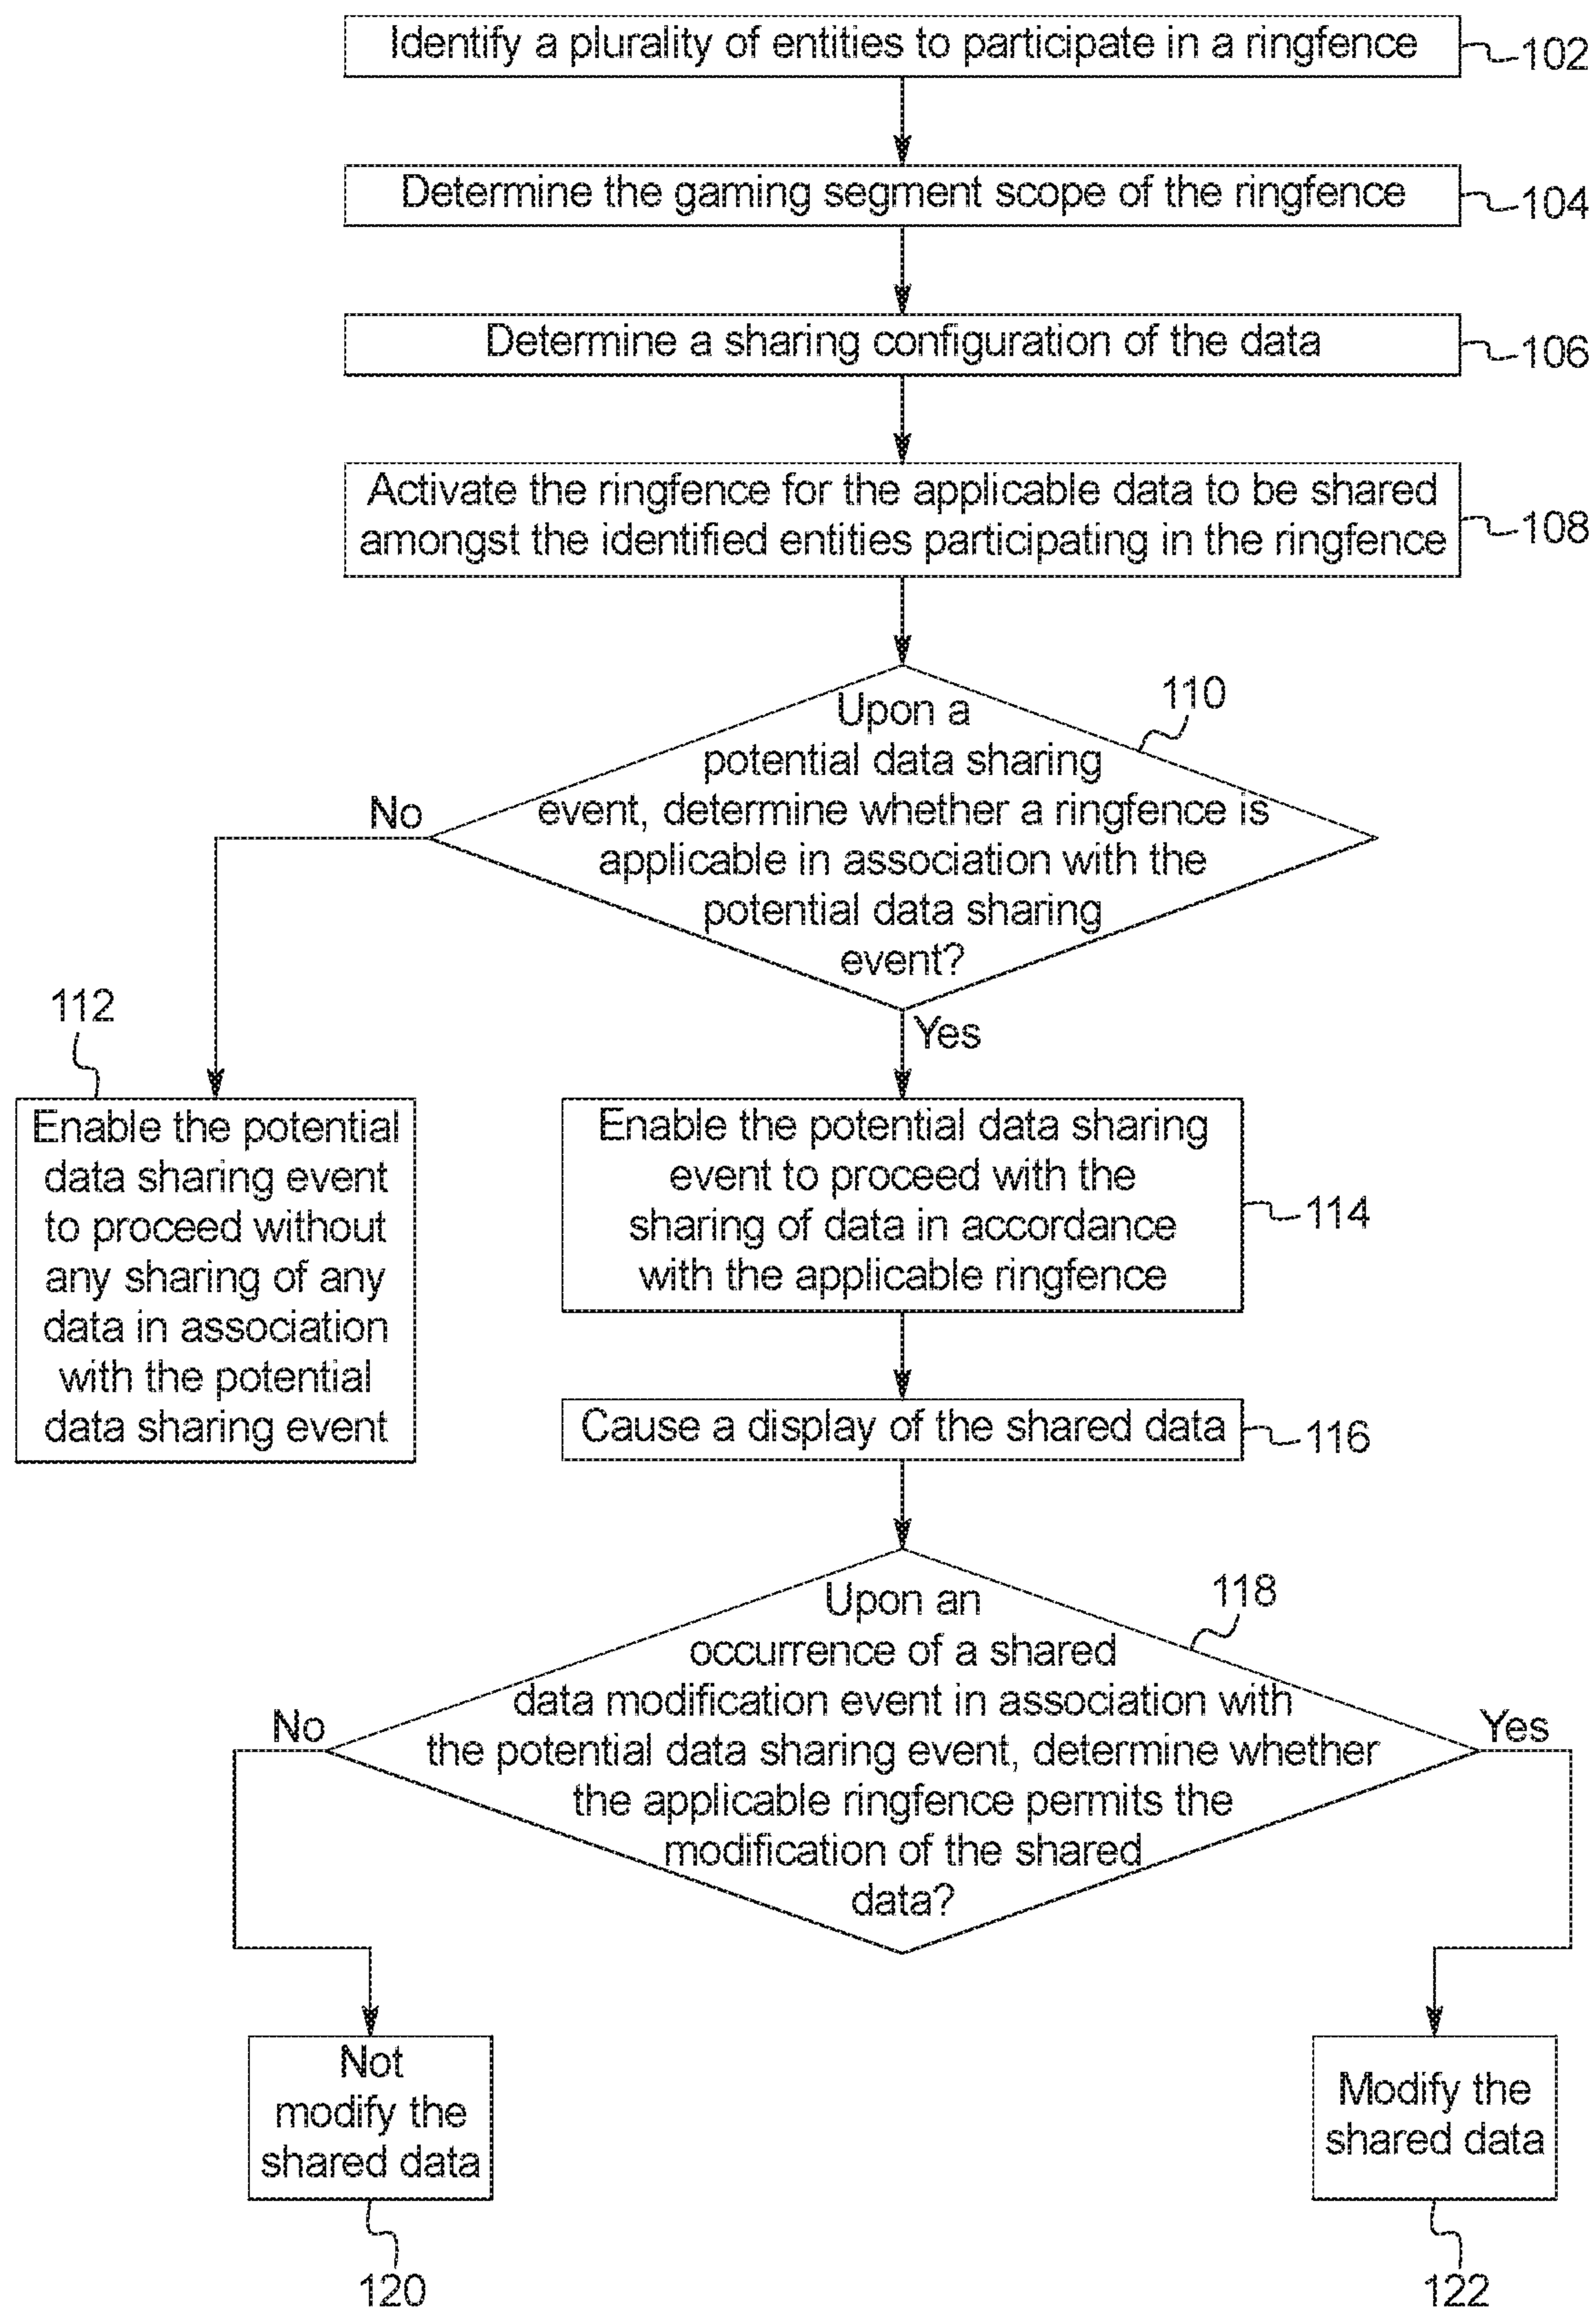 Identify a plurality of entities to participate in a ringfence
102
Determine the gaming segment scope of the ringfence
104
Determine a sharing configuration of the data
106
Activate the ringfence for the applicable data to be shared
amongst the identified entities participating in the ringfence
108
110
Upon a
potential data sharing
event, determine whether a ringfence is
applicable in association with the
potential data sharing
event?
No
Yes
112
Enable the potential
data sharing event
to proceed without
any sharing of any
data in association
with the potential
data sharing event
Enable the potential data sharing
event to proceed with the
sharing of data in accordance
with the applicable ringfence
114
Cause a display of the shared data
116
118
Upon an
occurrence of a shared
data modification event in association with
the potential data sharing event, determine whether
the applicable ringfence permits the
modification of the shared
data?
No
Yes
Not
modify the
shared data
120
Modify the
shared data
122